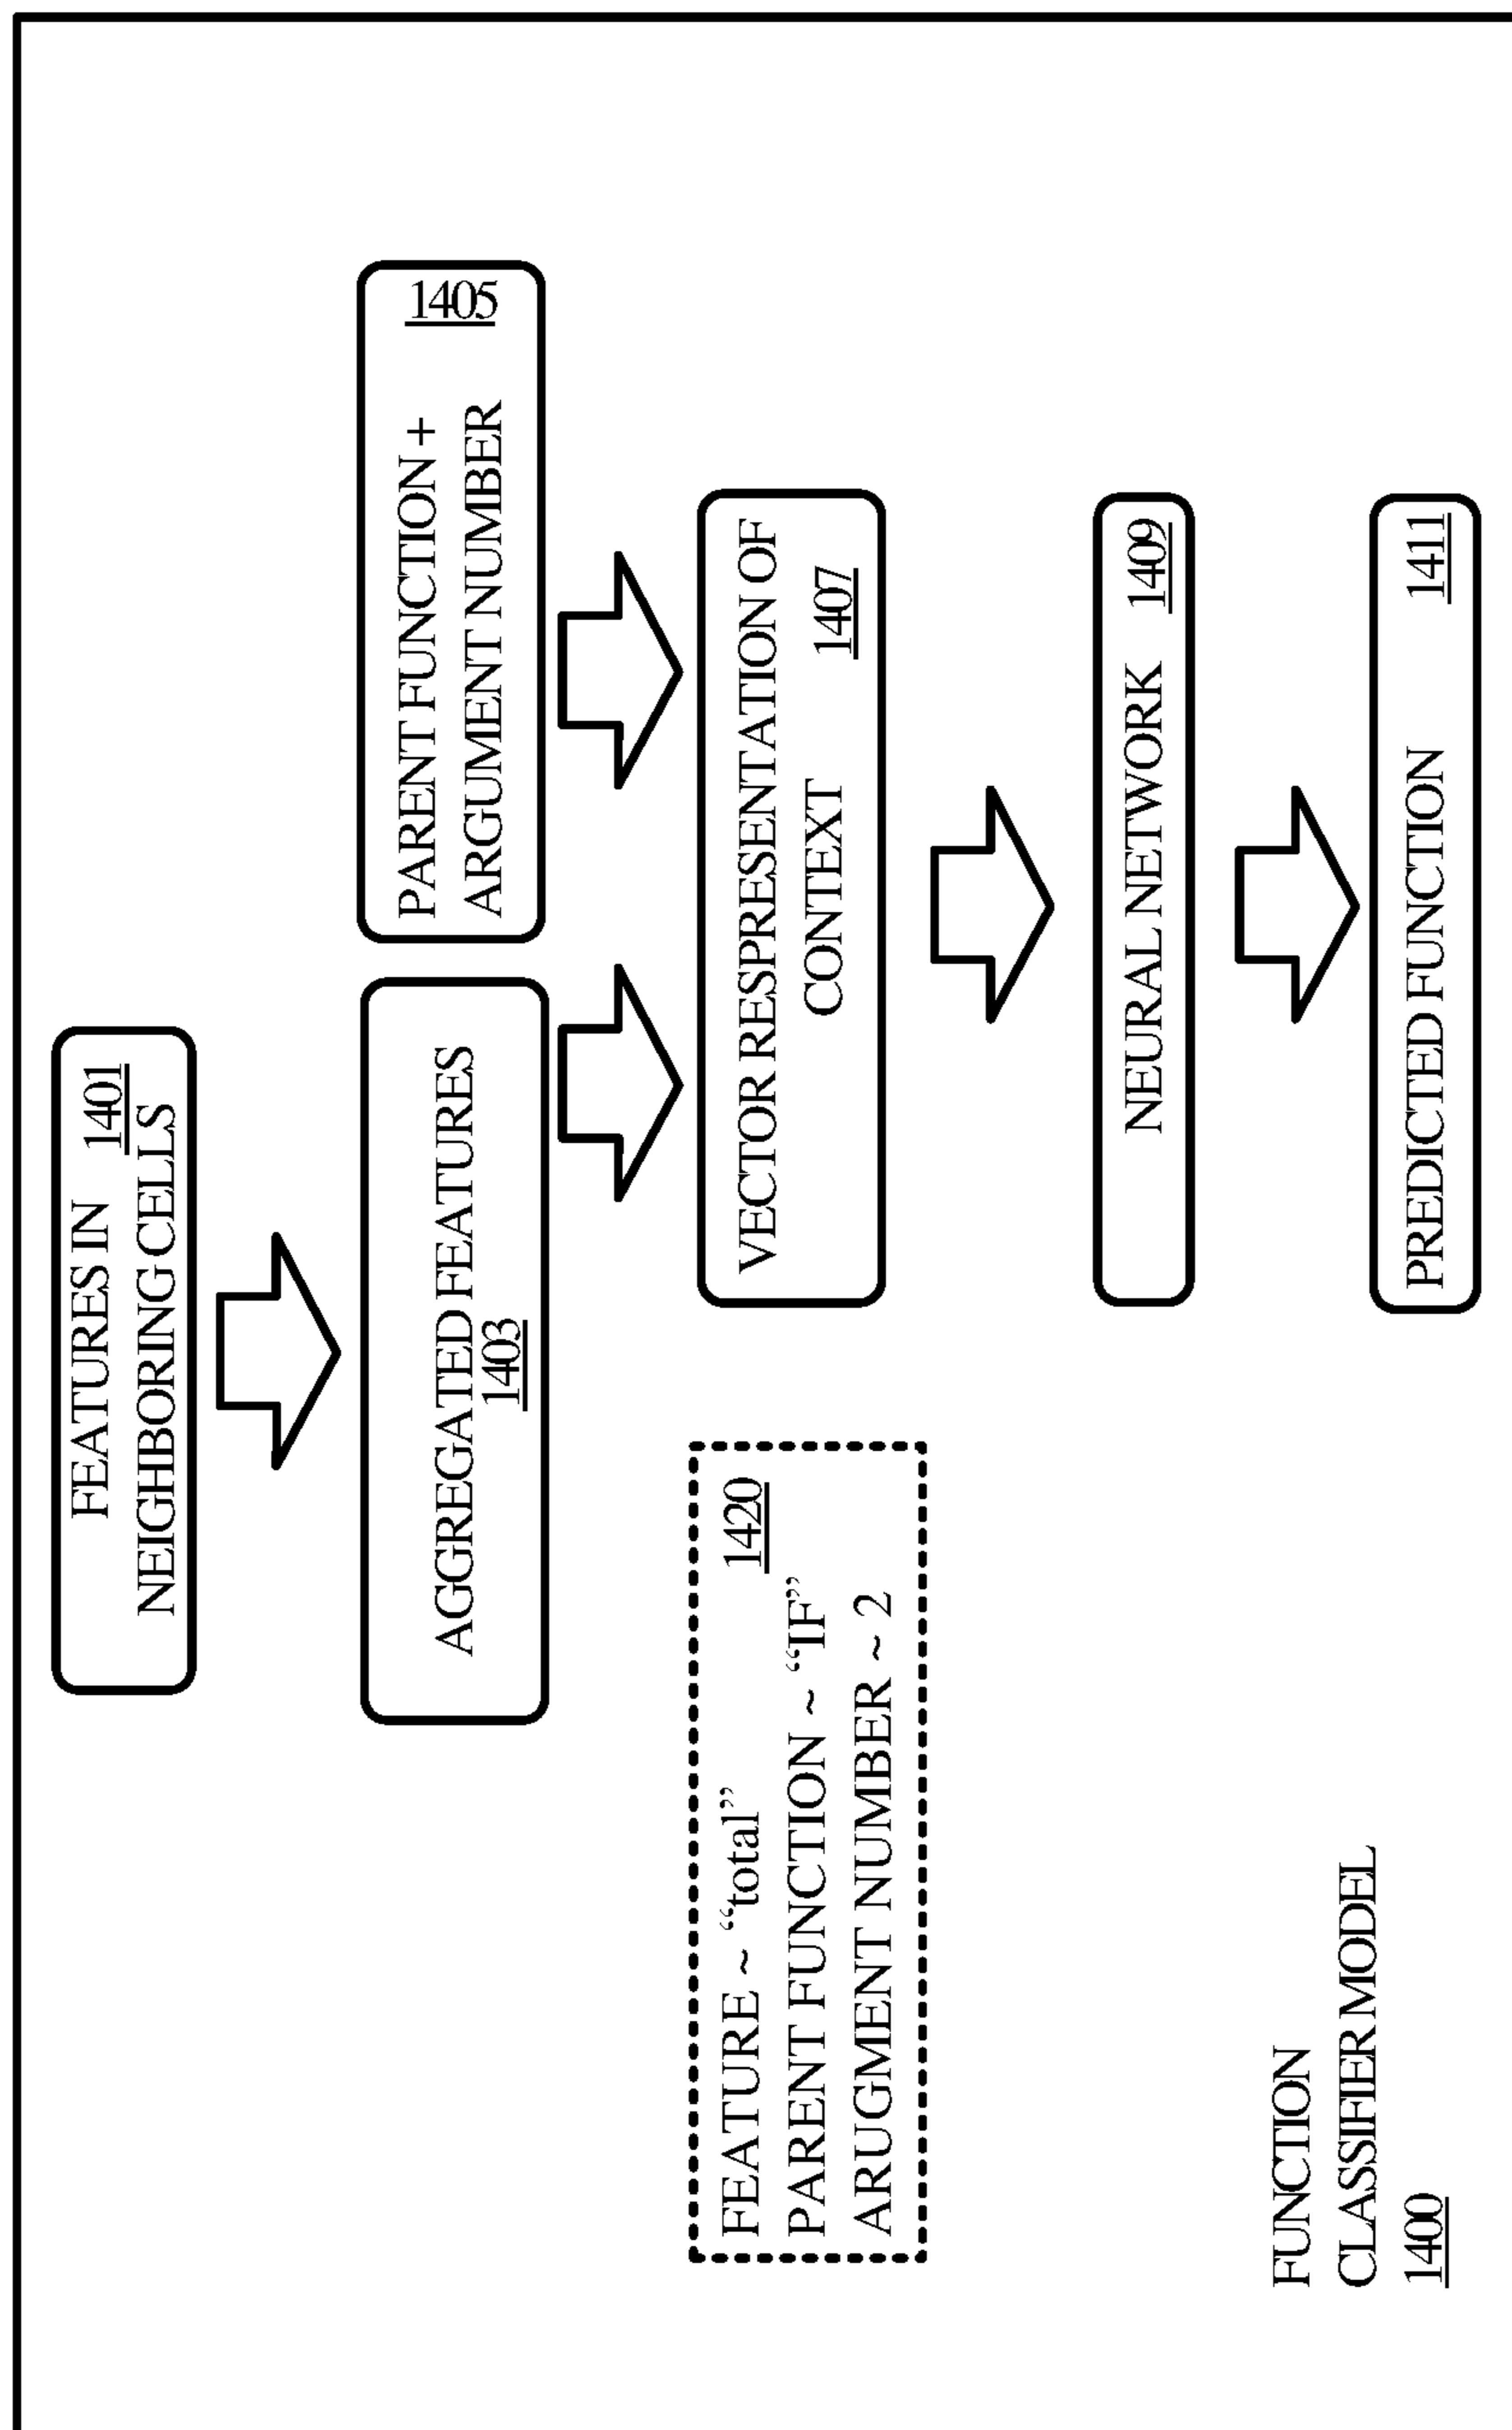 FEATURES IN
1401
NEIGHBORING CELLS
AGGREGATED FEATURES
1403
PARENT FUNCTION +
1405
ARGUMENT NUMBER
VECTOR RESPRESENTATION OF
CONTEXT
1407
FEATURE ~ “total”
1420
PARENT FUNCTION ~ “IF”
ARUGMENT NUMBER ~ 2
NEURAL NETWORK
1409
PREDICTED FUNCTION
1411
FUNCTION
CLASSIFIER MODEL
1400